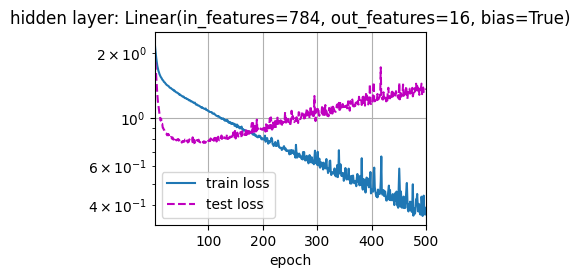 hidden layer: Linear(in_features=784, out_features=16, bias=True)
2 × 10⁰
10⁰
6 × 10⁻¹
4 × 10⁻¹
train loss
test loss
100 200 300 400 500
epoch